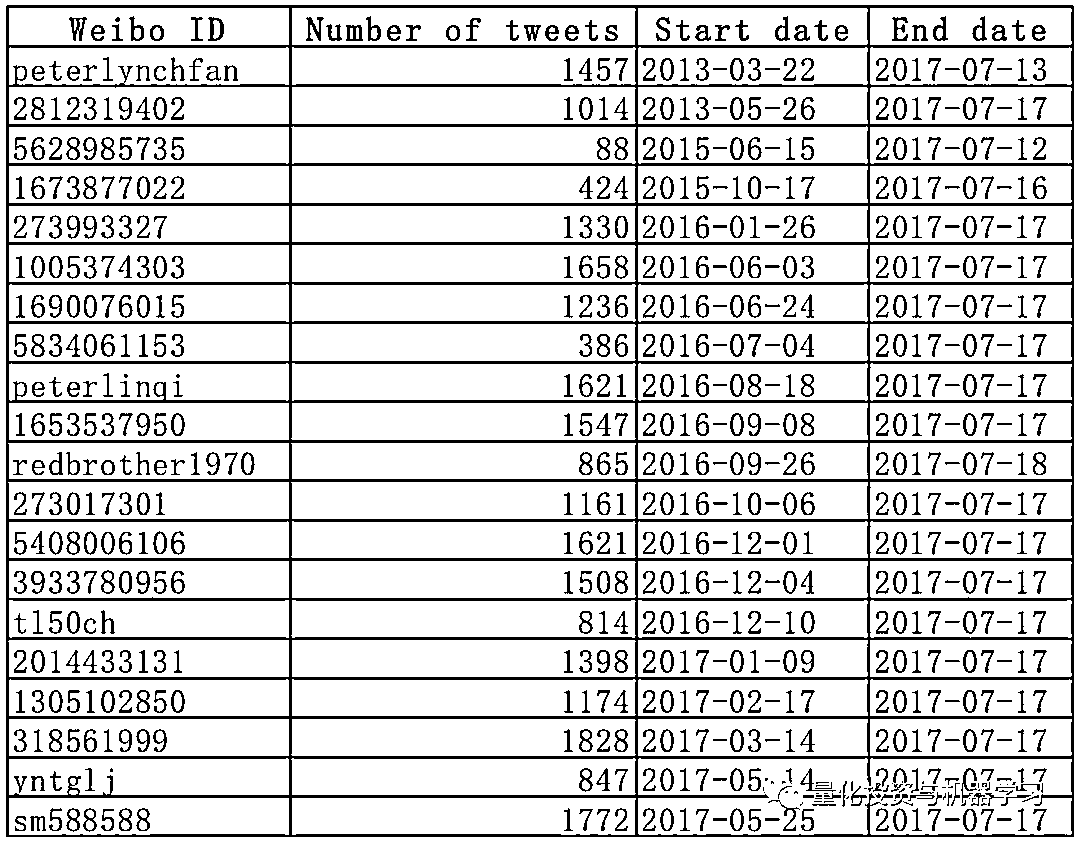 Weibo ID Number of tweets Start date End date
peterlynchfan 1457 2013-03-22 2017-07-13
2812319402 1014 2013-05-26 2017-07-17
5628985735 88 2015-06-15 2017-07-12
1673877022 424 2015-10-17 2017-07-16
273993327 1330 2016-01-26 2017-07-17
1005374303 1658 2016-06-03 2017-07-17
1690076015 1236 2016-06-24 2017-07-17
5834061153 386 2016-07-04 2017-07-17
peterlinqi 1621 2016-08-18 2017-07-17
1653537950 1547 2016-09-08 2017-07-17
redbrother1970 865 2016-09-26 2017-07-18
273017301 1161 2016-10-06 2017-07-17
5408006106 1621 2016-12-01 2017-07-17
3933780956 1508 2016-12-04 2017-07-17
tl50ch 814 2016-12-10 2017-07-17
2014433131 1398 2017-01-09 2017-07-17
1305102850 1174 2017-02-17 2017-07-17
318561999 1828 2017-03-14 2017-07-17
yntglj 847 2017-05-14 2017-07-17
量化投资与机器学习
sm588588 1772 2017-05-25 2017-07-17